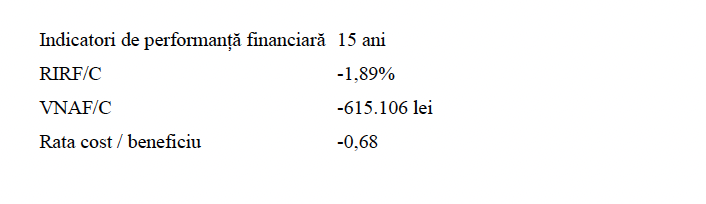 Indicatori de performanță financiară 15 ani
RIRF/C -1,89%
VNAF/C -615.106 lei
Rata cost / beneficiu -0,68